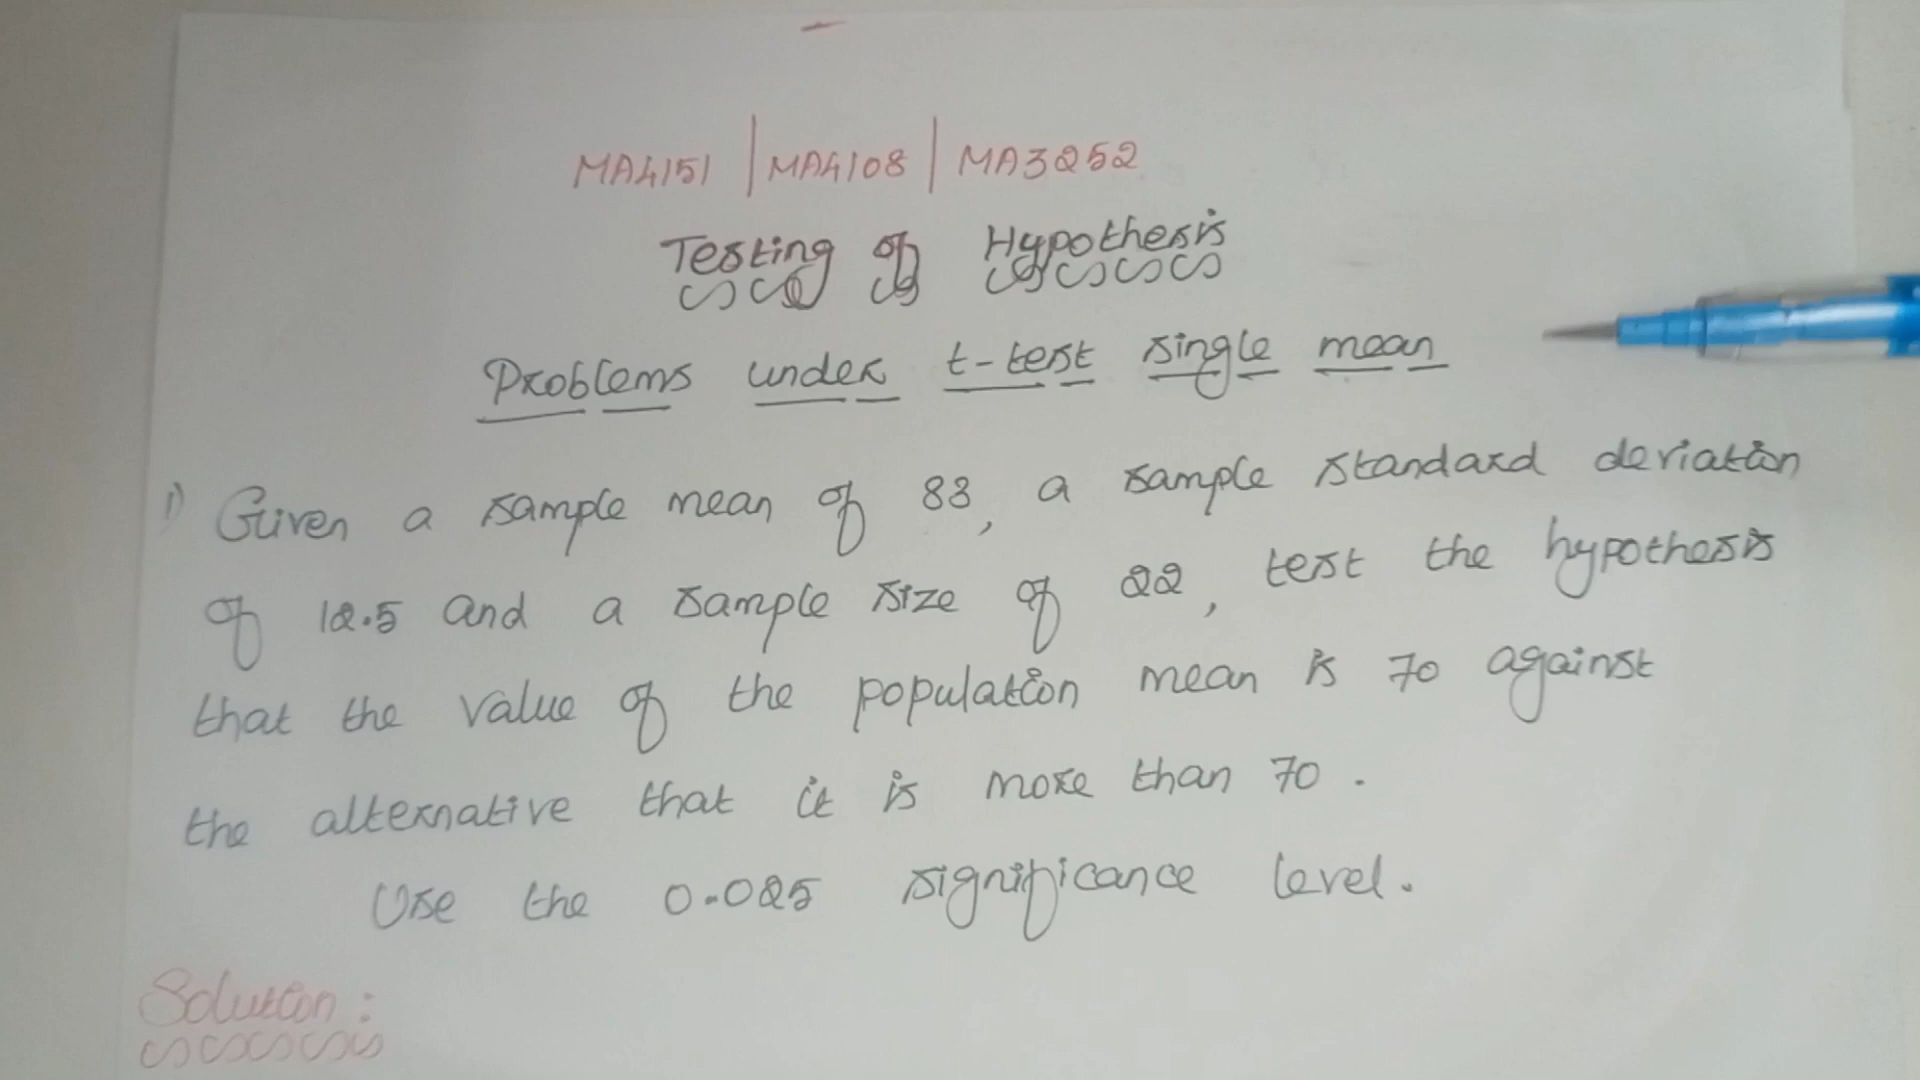 MA4151 | MA4108 | MA3252
Testing of Hypothesis
Problems under t-test single mean
1) Given a sample mean of 83, a sample standard deviation
of 12.5 and a sample size of 22, test the hypothesis
that the value of the population mean is 70 against
the alternative that it is more than 70.
Use the 0.025 significance level.
Solution: